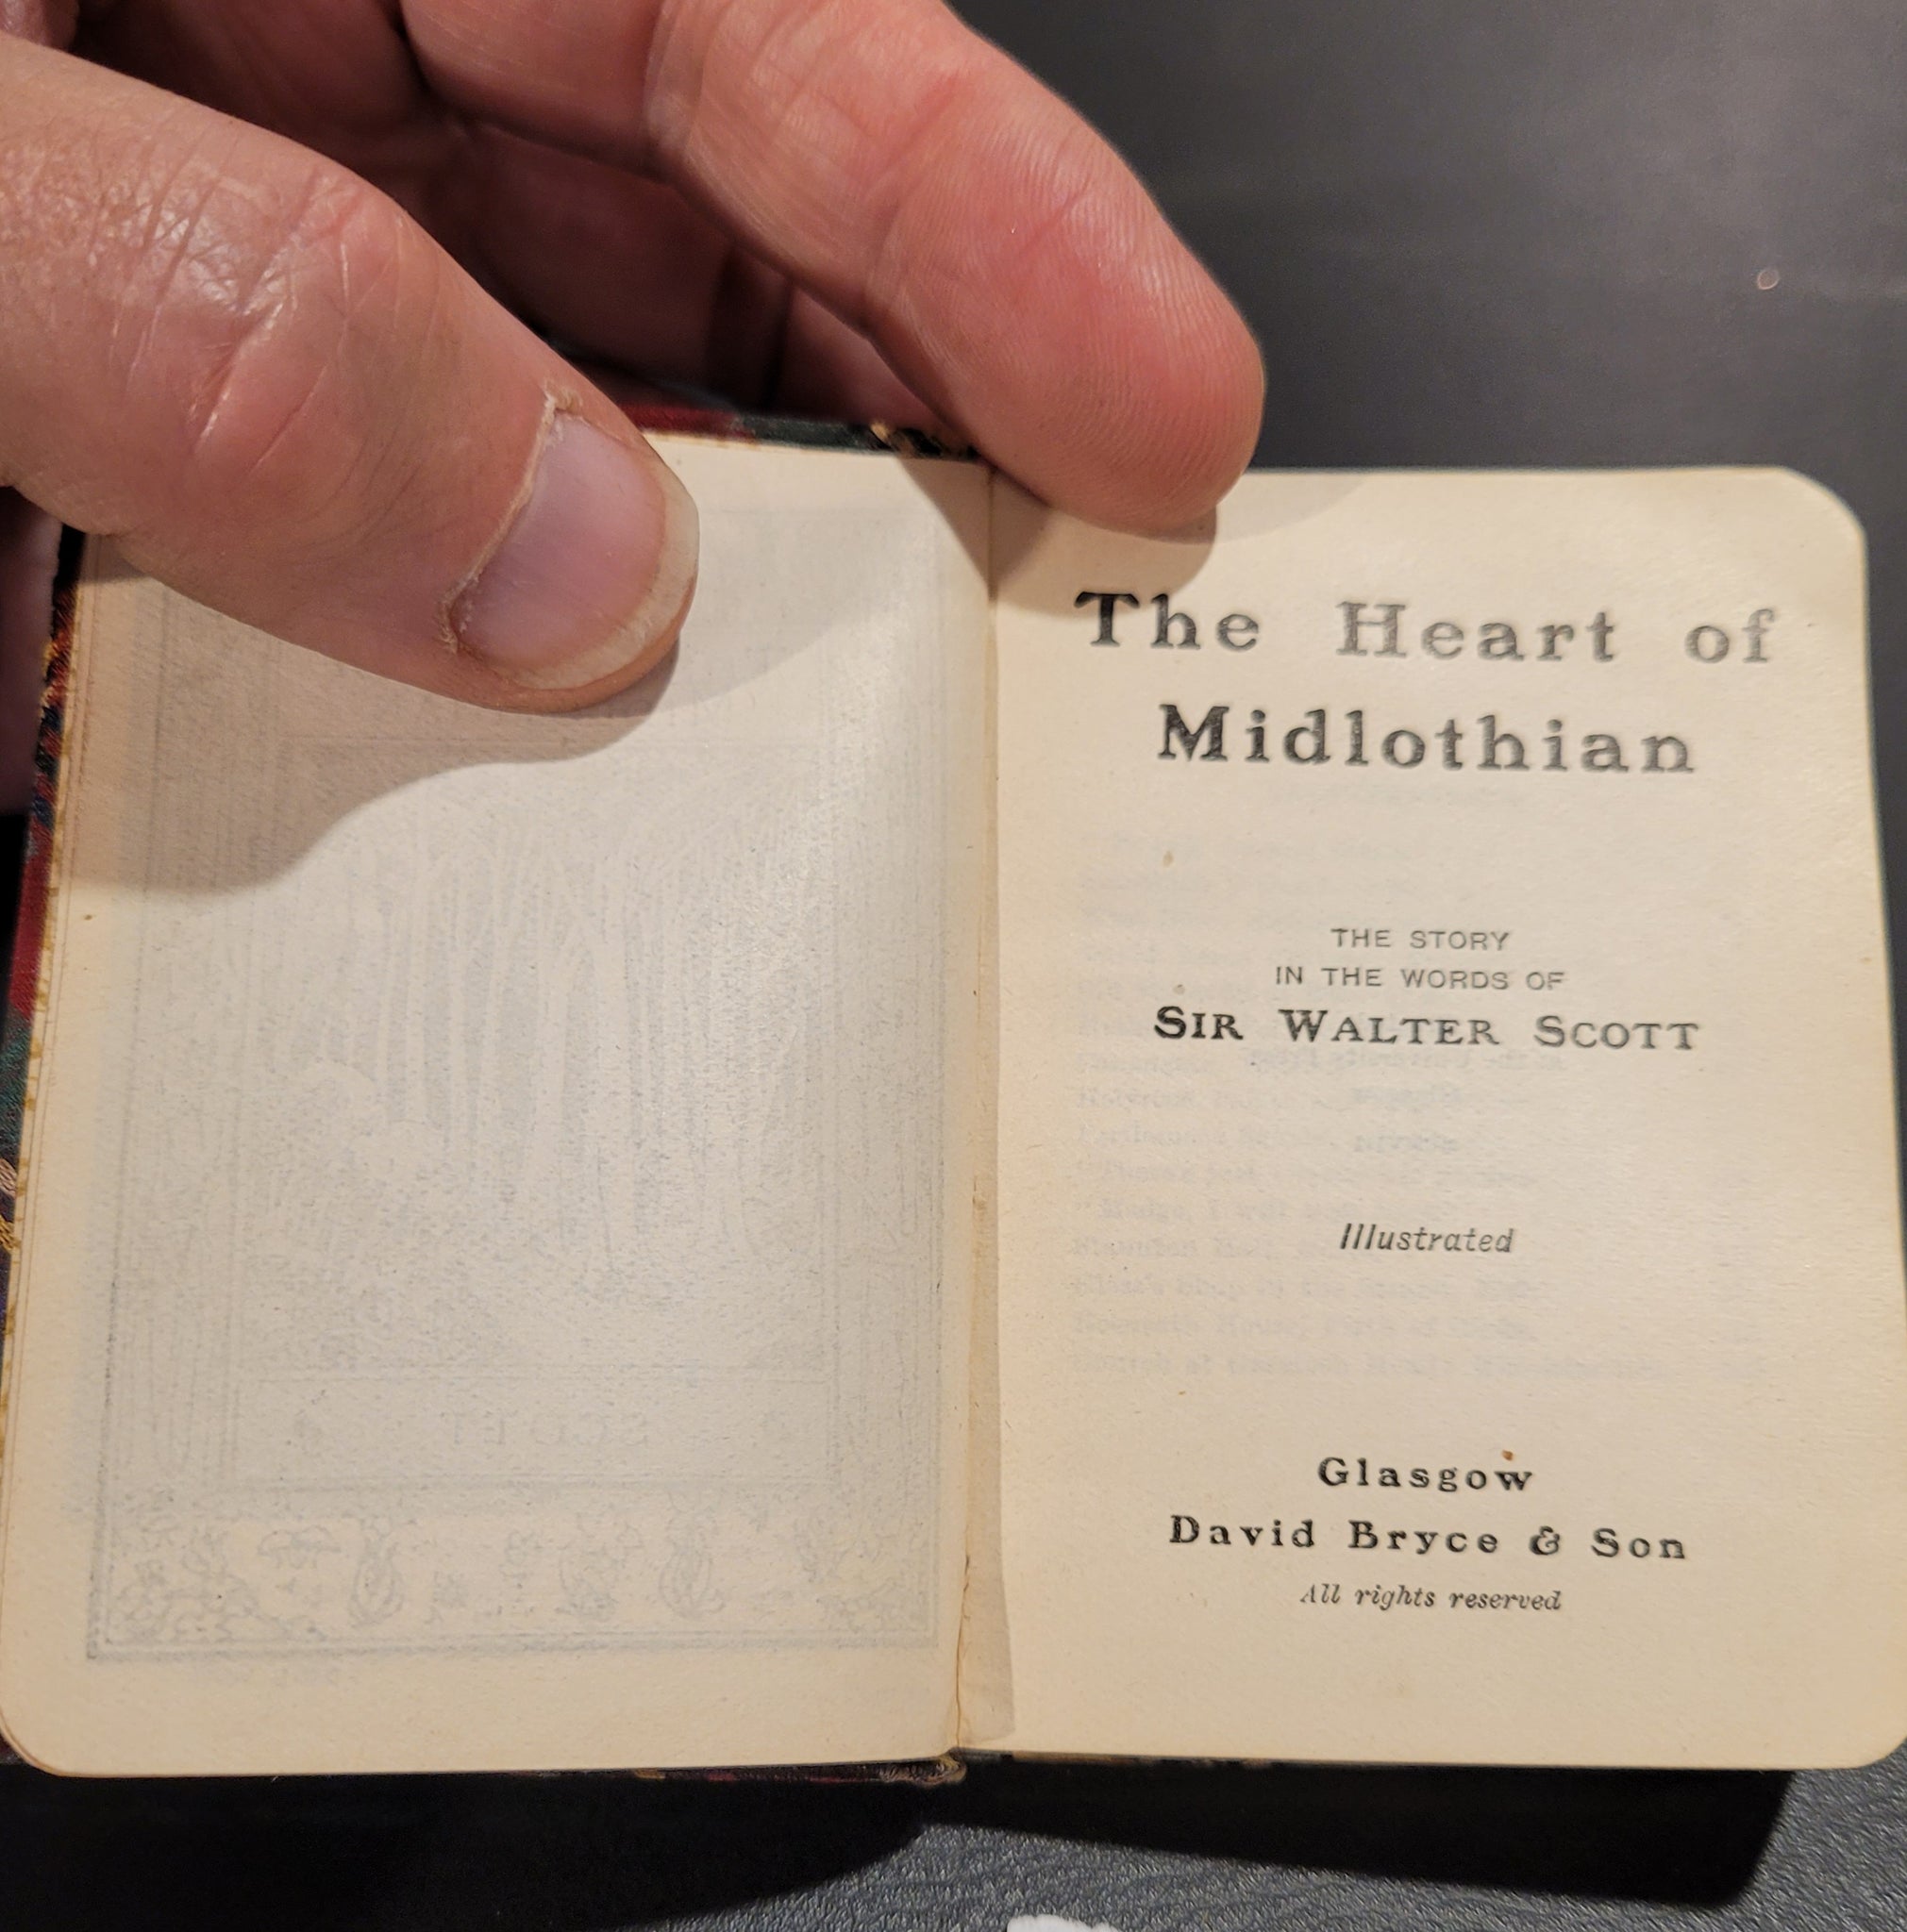 The Heart of
Midlothian
THE STORY
IN THE WORDS OF
SIR WALTER SCOTT
Illustrated
Glasgow
David Bryce & Son
All rights reserved